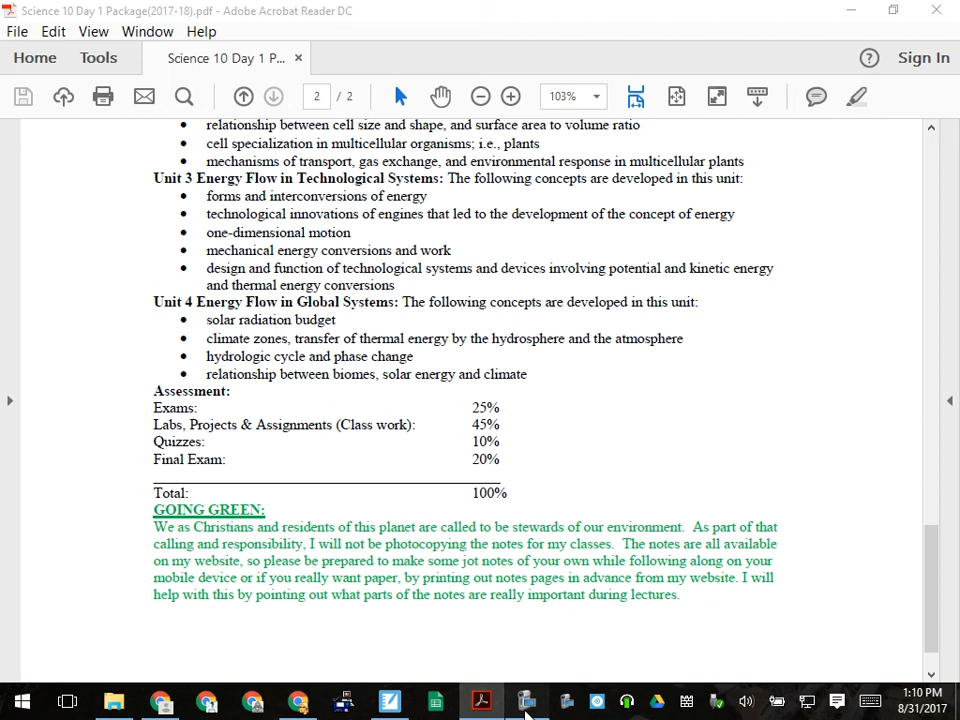 Science 10 Day 1 Package(2017-18).pdf - Adobe Acrobat Reader DC
File Edit View Window Help
Home Tools Science 10 Day 1 P... × Sign In
2 / 2 103%
• relationship between cell size and shape, and surface area to volume ratio
• cell specialization in multicellular organisms; i.e., plants
• mechanisms of transport, gas exchange, and environmental response in multicellular plants
Unit 3 Energy Flow in Technological Systems: The following concepts are developed in this unit:
• forms and interconversions of energy
• technological innovations of engines that led to the development of the concept of energy
• one-dimensional motion
• mechanical energy conversions and work
• design and function of technological systems and devices involving potential and kinetic energy
and thermal energy conversions
Unit 4 Energy Flow in Global Systems: The following concepts are developed in this unit:
• solar radiation budget
• climate zones, transfer of thermal energy by the hydrosphere and the atmosphere
• hydrologic cycle and phase change
• relationship between biomes, solar energy and climate
Assessment:
Exams: 25%
Labs, Projects & Assignments (Class work): 45%
Quizzes: 10%
Final Exam: 20%
Total: 100%
GOING GREEN:
We as Christians and residents of this planet are called to be stewards of our environment. As part of that
calling and responsibility, I will not be photocopying the notes for my classes. The notes are all available
on my website, so please be prepared to make some jot notes of your own while following along on your
mobile device or if you really want paper, by printing out notes pages in advance from my website. I will
help with this by pointing out what parts of the notes are really important during lectures.
1:10 PM
8/31/2017